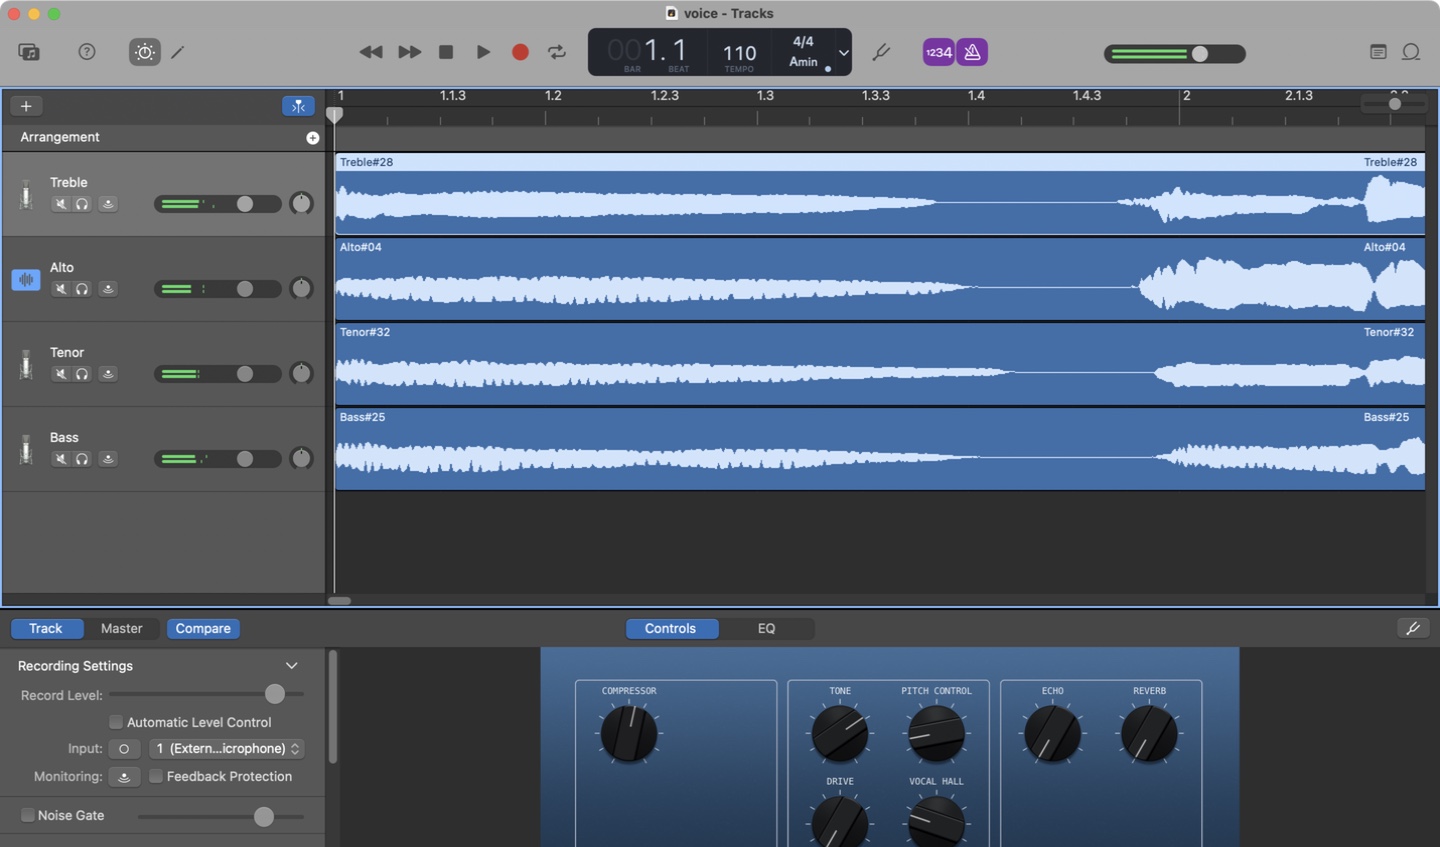 voice - Tracks
001.1
BAR BEAT
110
TEMPO
4/4
Amin
1234
1 1.1.3 1.2 1.2.3 1.3 1.3.3 1.4 1.4.3 2 2.1.3
Arrangement
Treble
Treble#28 Treble#28
Alto
Alto#04 Alto#04
Tenor
Tenor#32 Tenor#32
Bass
Bass#25 Bass#25
Track Master Compare Controls EQ
Recording Settings
Record Level:
Automatic Level Control
Input: 1 (Extern...icrophone)
Monitoring: Feedback Protection
Noise Gate
COMPRESSOR TONE PITCH CONTROL ECHO REVERB
DRIVE VOCAL HALL